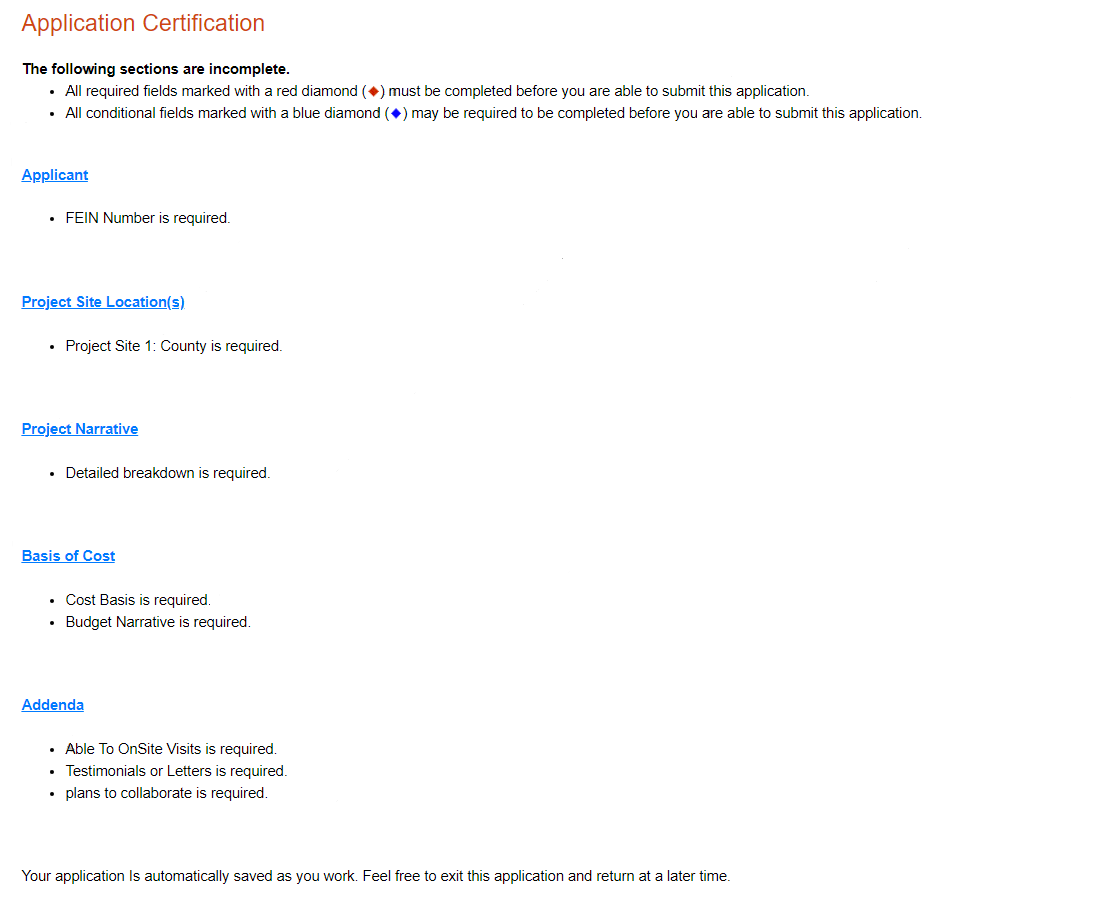 Application Certification
The following sections are incomplete.
• All required fields marked with a red diamond (◆) must be completed before you are able to submit this application.
• All conditional fields marked with a blue diamond (◆) may be required to be completed before you are able to submit this application.
Applicant
• FEIN Number is required.
Project Site Location(s)
• Project Site 1: County is required.
Project Narrative
• Detailed breakdown is required.
Basis of Cost
• Cost Basis is required.
• Budget Narrative is required.
Addenda
• Able To OnSite Visits is required.
• Testimonials or Letters is required.
• plans to collaborate is required.
Your application Is automatically saved as you work. Feel free to exit this application and return at a later time.